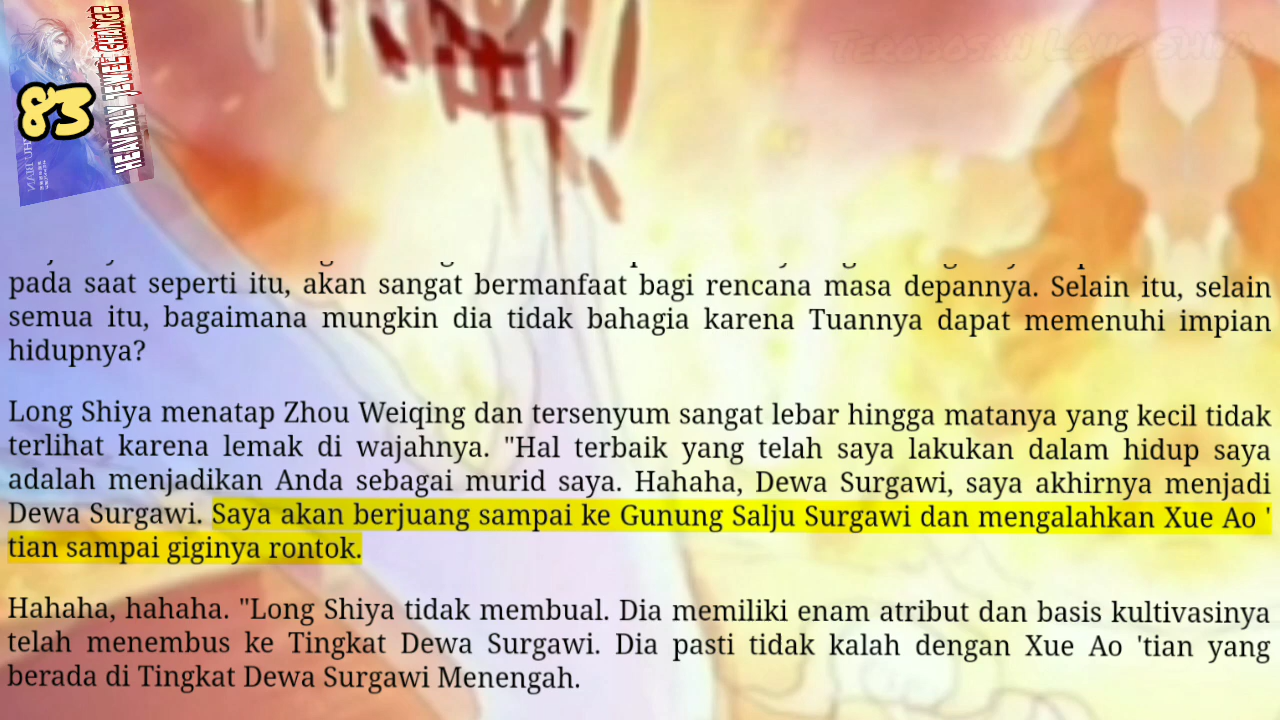 TEROBOSAN LONG SHIYA
83
HEAVENLY JEWEL CHANGE
pada saat seperti itu, akan sangat bermanfaat bagi rencana masa depannya. Selain itu, selain
semua itu, bagaimana mungkin dia tidak bahagia karena Tuannya dapat memenuhi impian
hidupnya?
Long Shiya menatap Zhou Weiqing dan tersenyum sangat lebar hingga matanya yang kecil tidak
terlihat karena lemak di wajahnya. "Hal terbaik yang telah saya lakukan dalam hidup saya
adalah menjadikan Anda sebagai murid saya. Hahaha, Dewa Surgawi, saya akhirnya menjadi
Dewa Surgawi. Saya akan berjuang sampai ke Gunung Salju Surgawi dan mengalahkan Xue Ao '
tian sampai giginya rontok.
Hahaha, hahaha. "Long Shiya tidak membual. Dia memiliki enam atribut dan basis kultivasinya
telah menembus ke Tingkat Dewa Surgawi. Dia pasti tidak kalah dengan Xue Ao 'tian yang
berada di Tingkat Dewa Surgawi Menengah.